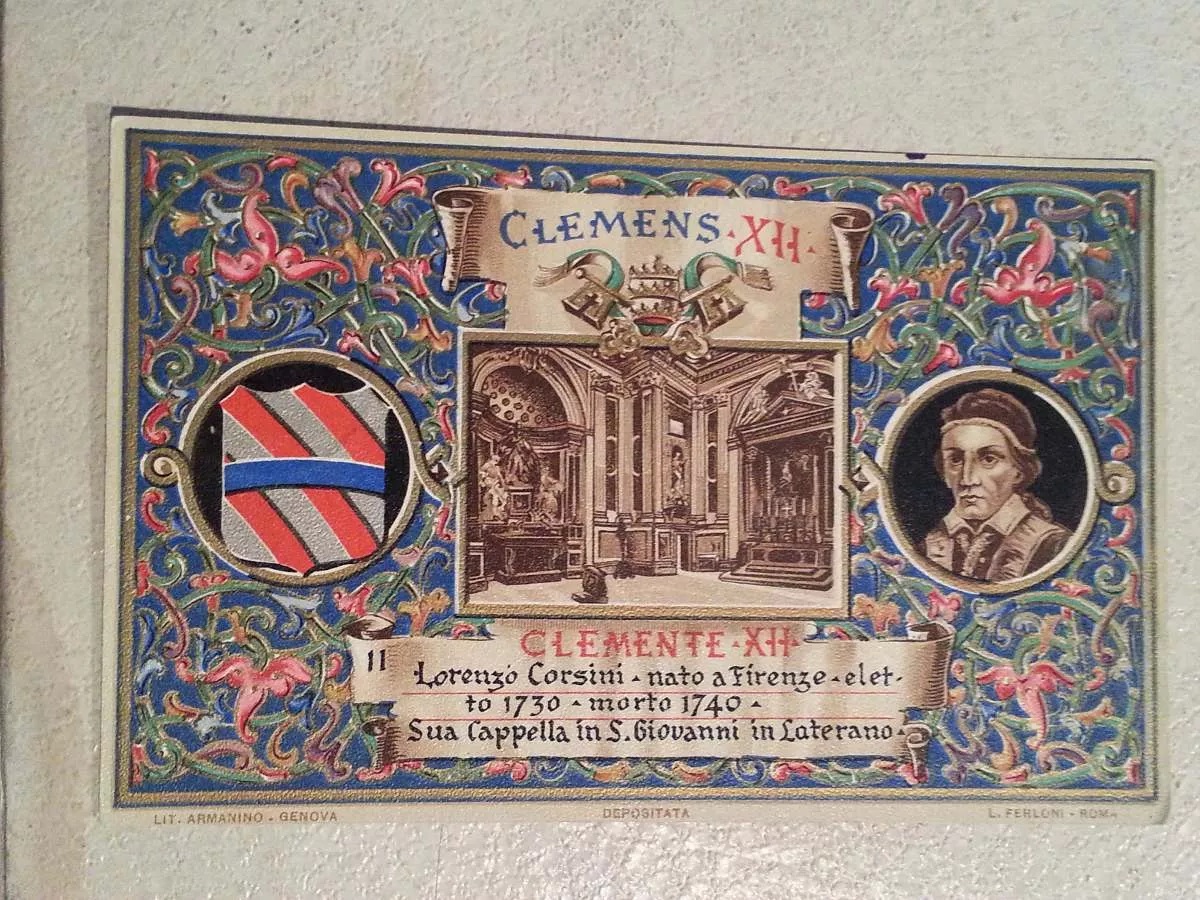 CLEMENS·XII·
CLEMENTE·XII·
11
Lorenzo Corsini - nato a Firenze - elet-
to 1730 - morto 1740 -
Sua Cappella in S. Giovanni in Laterano -
LIT. ARMANINO - GENOVA
DEPOSITATA
L. FERLONI - ROMA